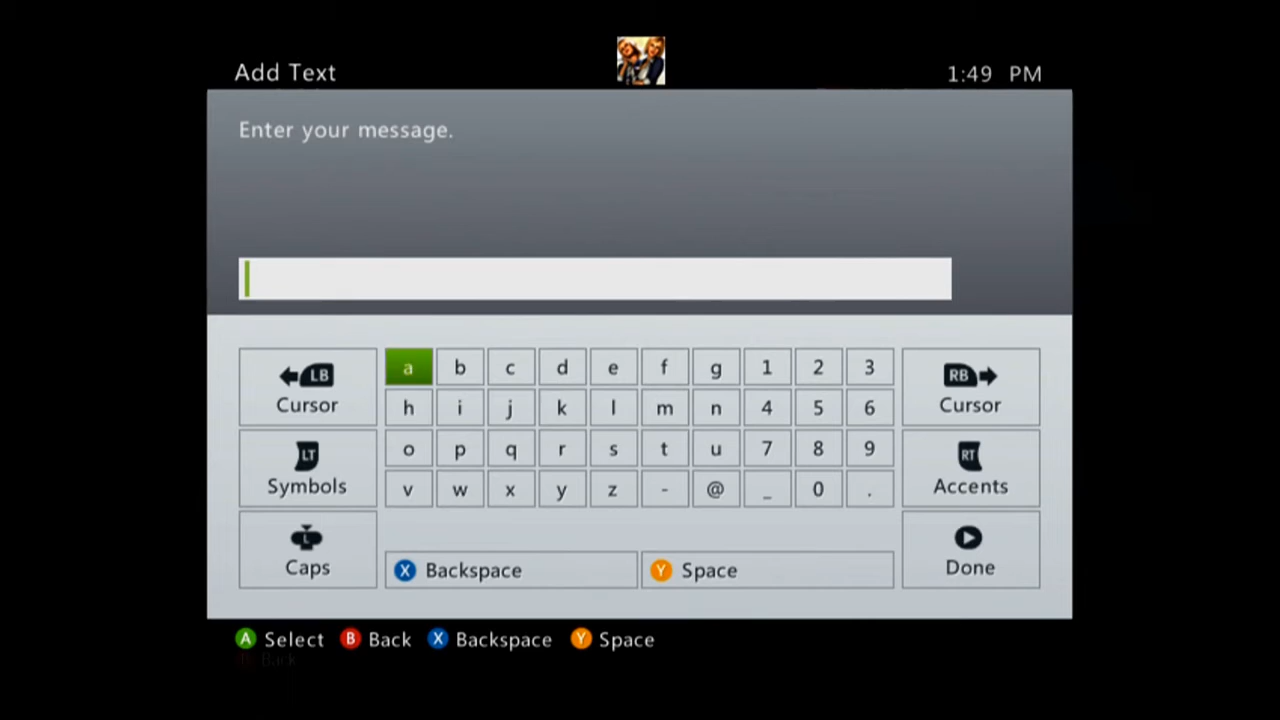 Add Text 1:49 PM
Enter your message.
LB Cursor
a b c d e f g 1 2 3
RB Cursor
h i j k l m n 4 5 6
LT Symbols
o p q r s t u 7 8 9
RT Accents
v w x y z - @ _ 0 .
L Caps
X Backspace Y Space
Done
A Select B Back X Backspace Y Space
B Back